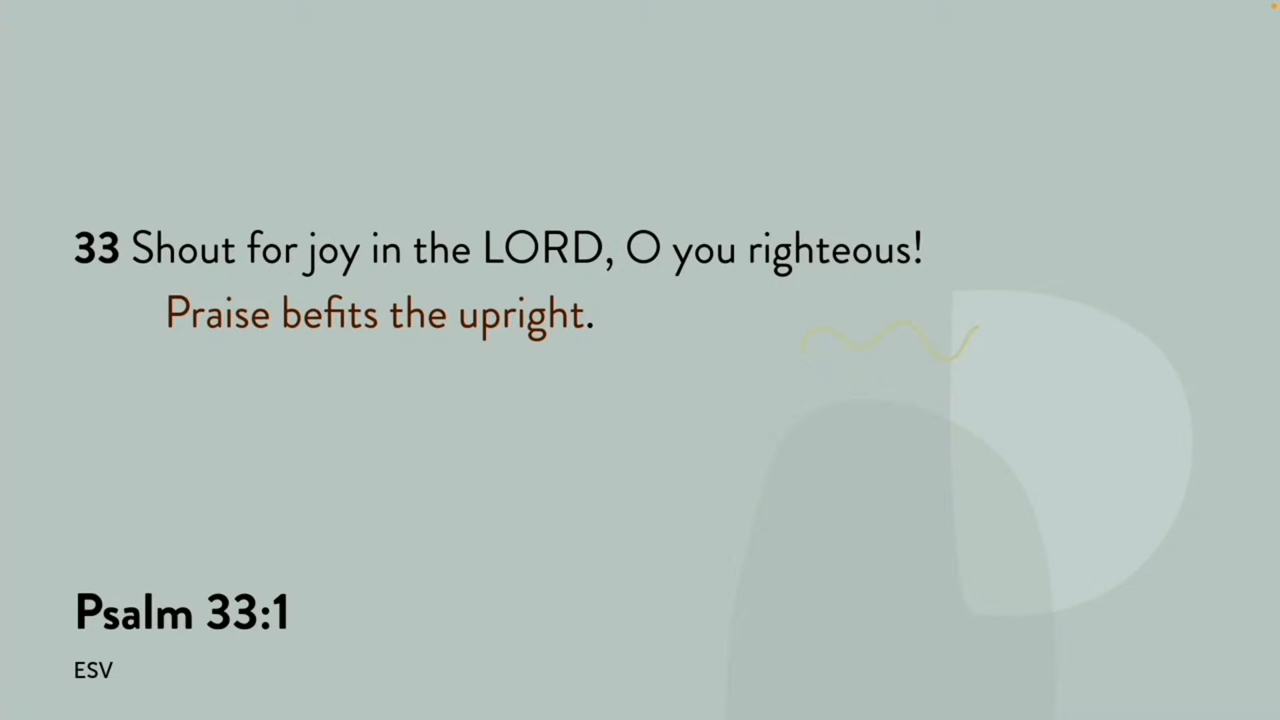 33 Shout for joy in the LORD, O you righteous!
Praise befits the upright.
Psalm 33:1
ESV